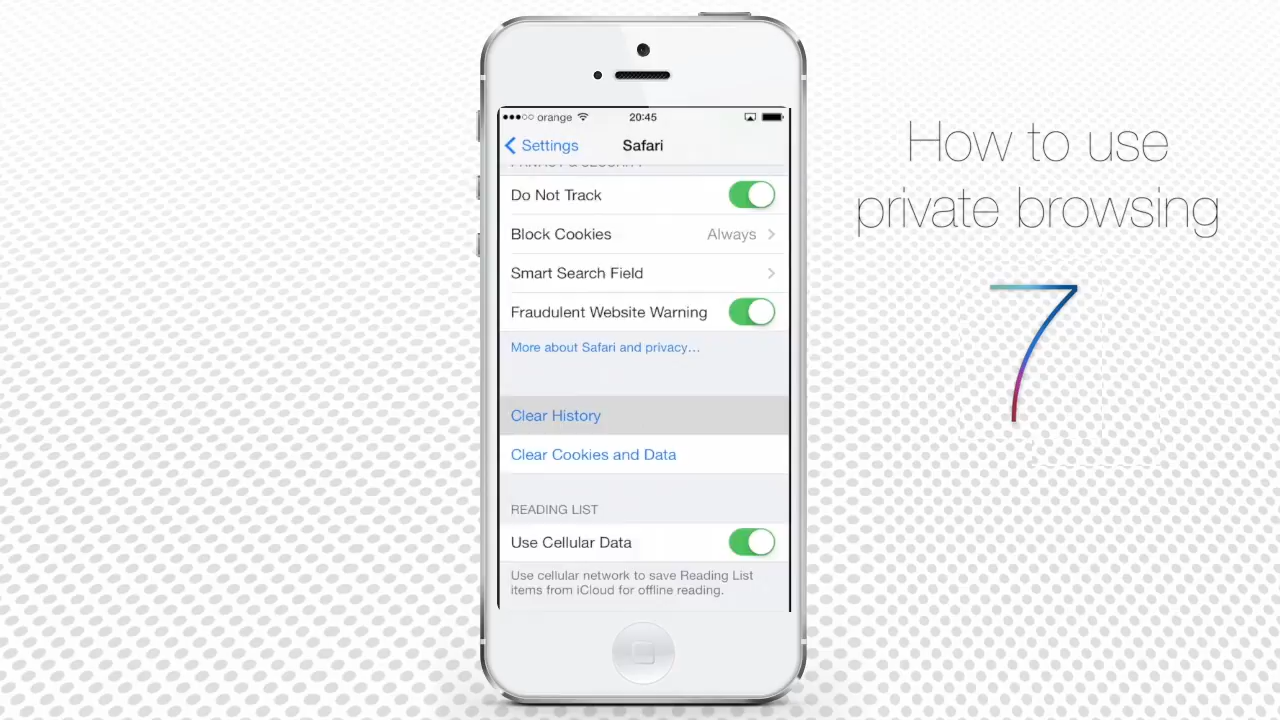 orange 20:45
Settings Safari
PRIVACY & SECURITY
Do Not Track
Block Cookies Always
Smart Search Field
Fraudulent Website Warning
More about Safari and privacy…
Clear History
Clear Cookies and Data
READING LIST
Use Cellular Data
Use cellular network to save Reading List
items from iCloud for offline reading.
How to use
private browsing
7